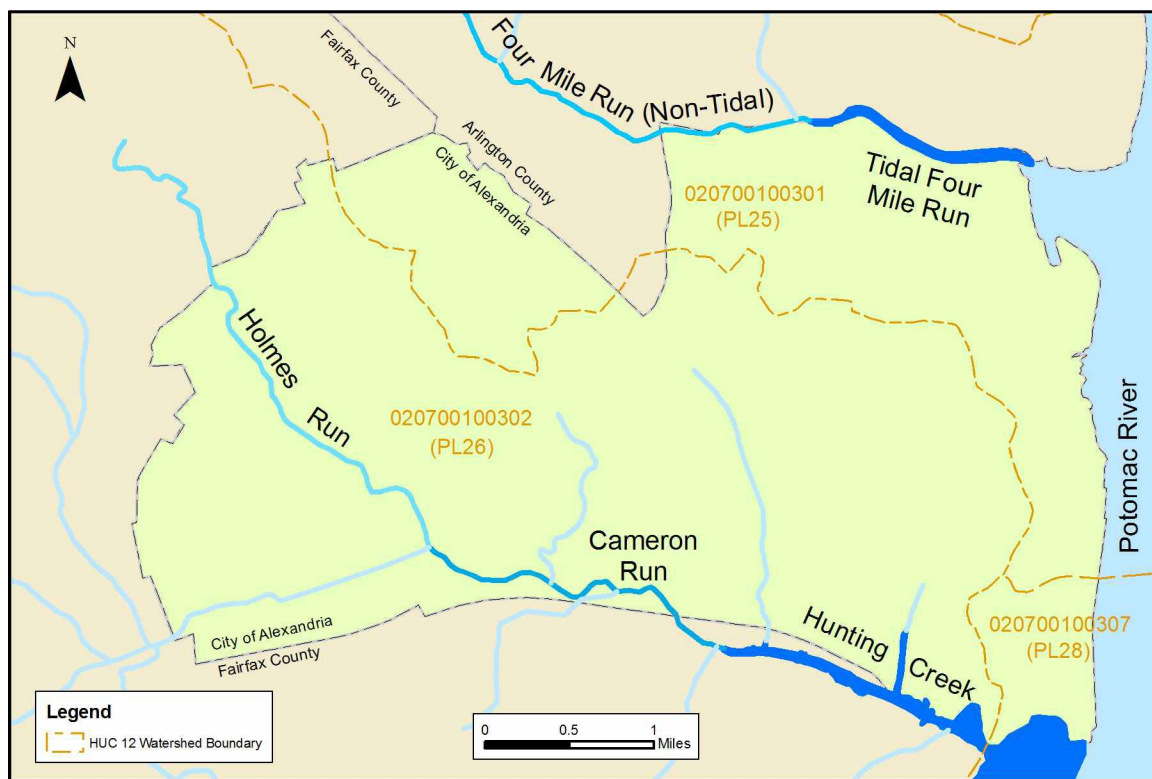 N
Fairfax County
Arlington County
City of Alexandria
Four Mile Run (Non-Tidal)
Tidal Four
Mile Run
020700100301
(PL25)
Potomac River
Holmes
Run
020700100302
(PL26)
Cameron
Run
Hunting
Creek
020700100307
(PL28)
City of Alexandria
Fairfax County
Legend
HUC 12 Watershed Boundary
0 0.5 1
Miles